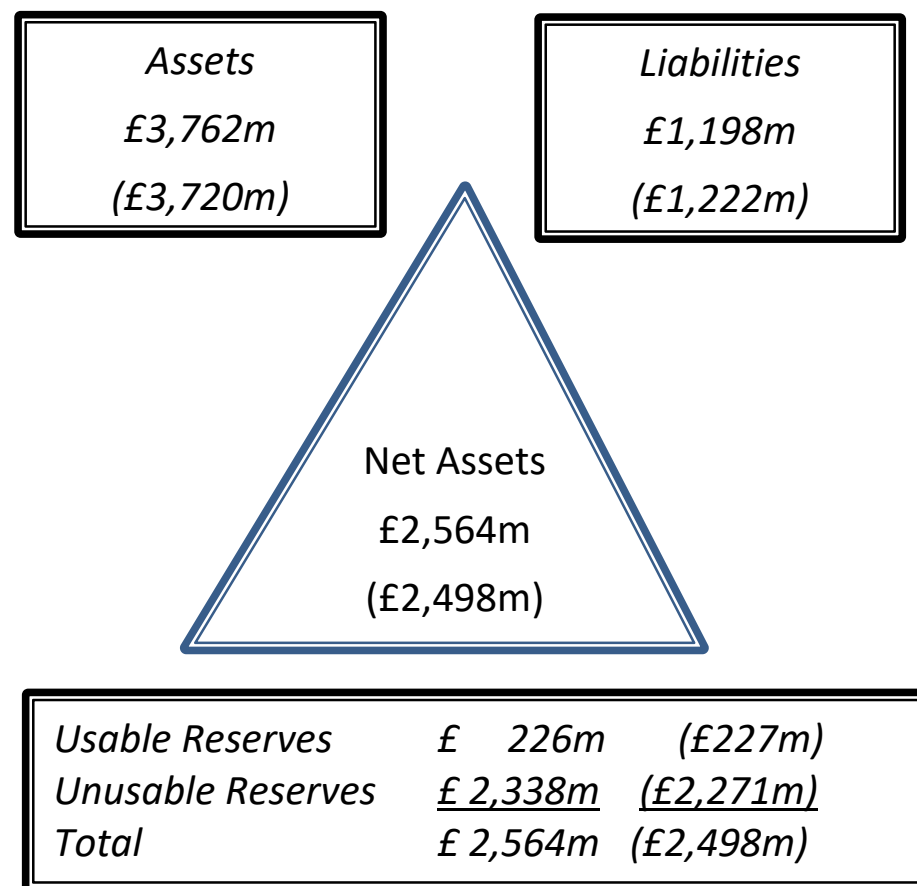 Assets
£3,762m
(£3,720m)
Liabilities
£1,198m
(£1,222m)
Net Assets
£2,564m
(£2,498m)
Usable Reserves £ 226m (£227m)
Unusable Reserves £ 2,338m (£2,271m)
Total £ 2,564m (£2,498m)